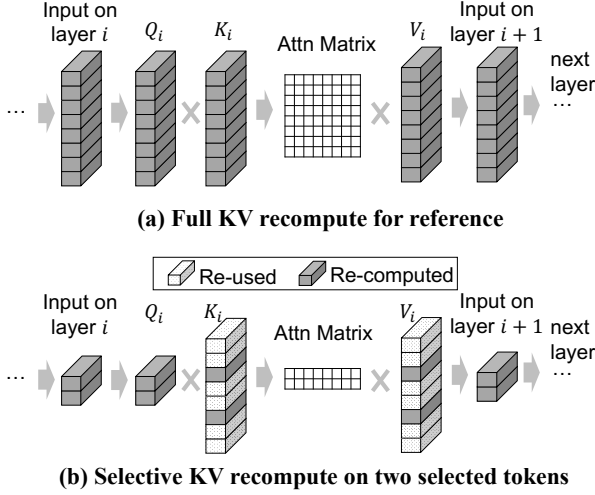 Input on layer i
Q_i
K_i
Attn Matrix
V_i
Input on layer i + 1
next layer
...
...
(a) Full KV recompute for reference
Re-used
Re-computed
Input on layer i
Q_i
K_i
Attn Matrix
V_i
Input on layer i + 1
next layer
...
...
(b) Selective KV recompute on two selected tokens